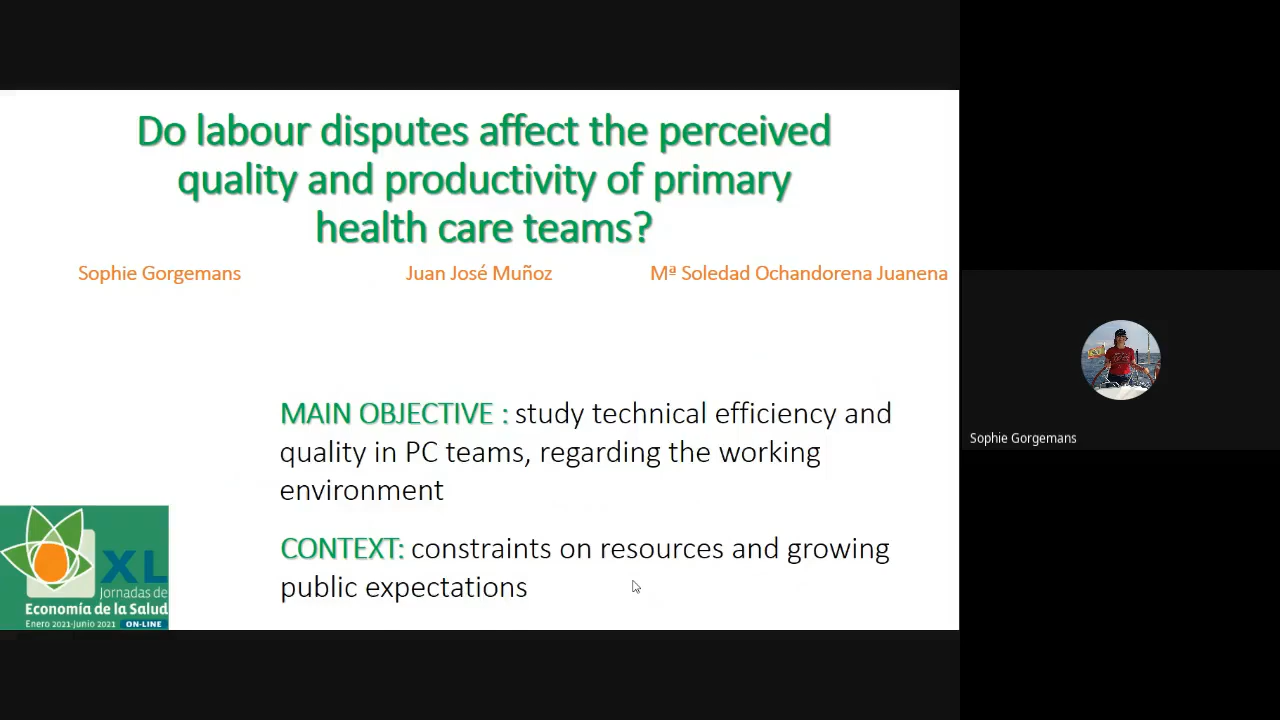 Do labour disputes affect the perceived
quality and productivity of primary
health care teams?
Sophie Gorgemans Juan José Muñoz Mª Soledad Ochandorena Juanena
MAIN OBJECTIVE : study technical efficiency and
quality in PC teams, regarding the working
environment
CONTEXT: constraints on resources and growing
public expectations
XL
Jornadas de
Economía de la Salud
Enero 2021-Junio 2021 ON-LINE
Sophie Gorgemans